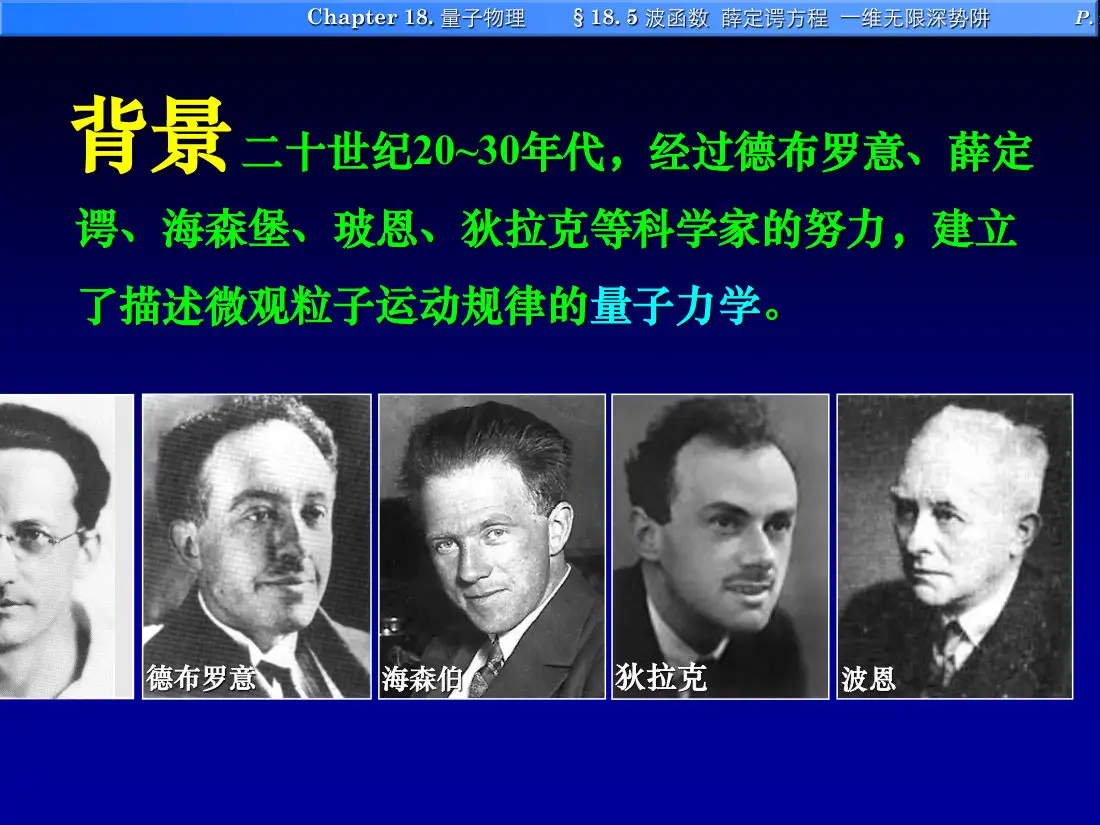 Chapter 18. 量子物理 § 18. 5 波函数 薛定谔方程 一维无限深势阱 P.
背景 二十世纪20~30年代，经过德布罗意、薛定
谔、海森堡、玻恩、狄拉克等科学家的努力，建立
了描述微观粒子运动规律的量子力学。
德布罗意 海森伯 狄拉克 波恩